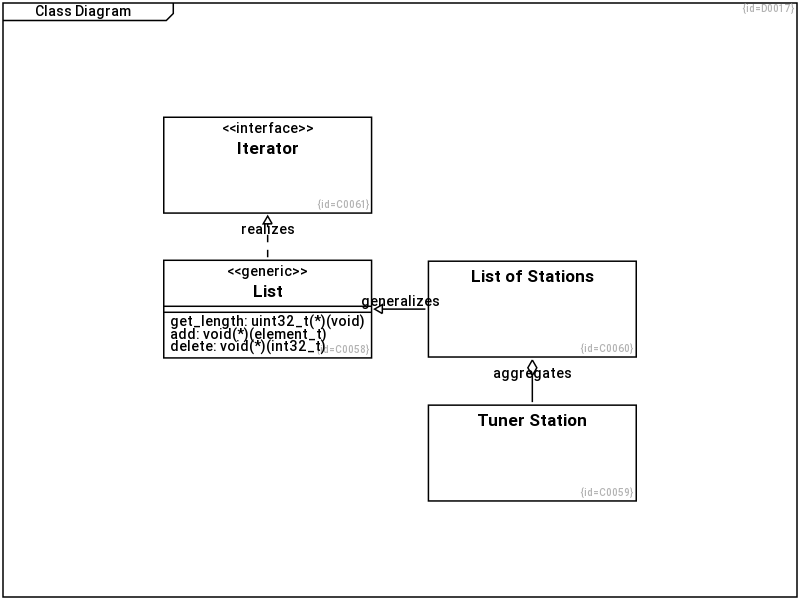 Class Diagram
{id=D0017}
<<interface>>
Iterator
{id=C0061}
realizes
<<generic>>
List
get_length: uint32_t(*)(void)
add: void(*)(element_t)
delete: void(*)(int32_t)
{id=C0058}
generalizes
List of Stations
{id=C0060}
aggregates
Tuner Station
{id=C0059}